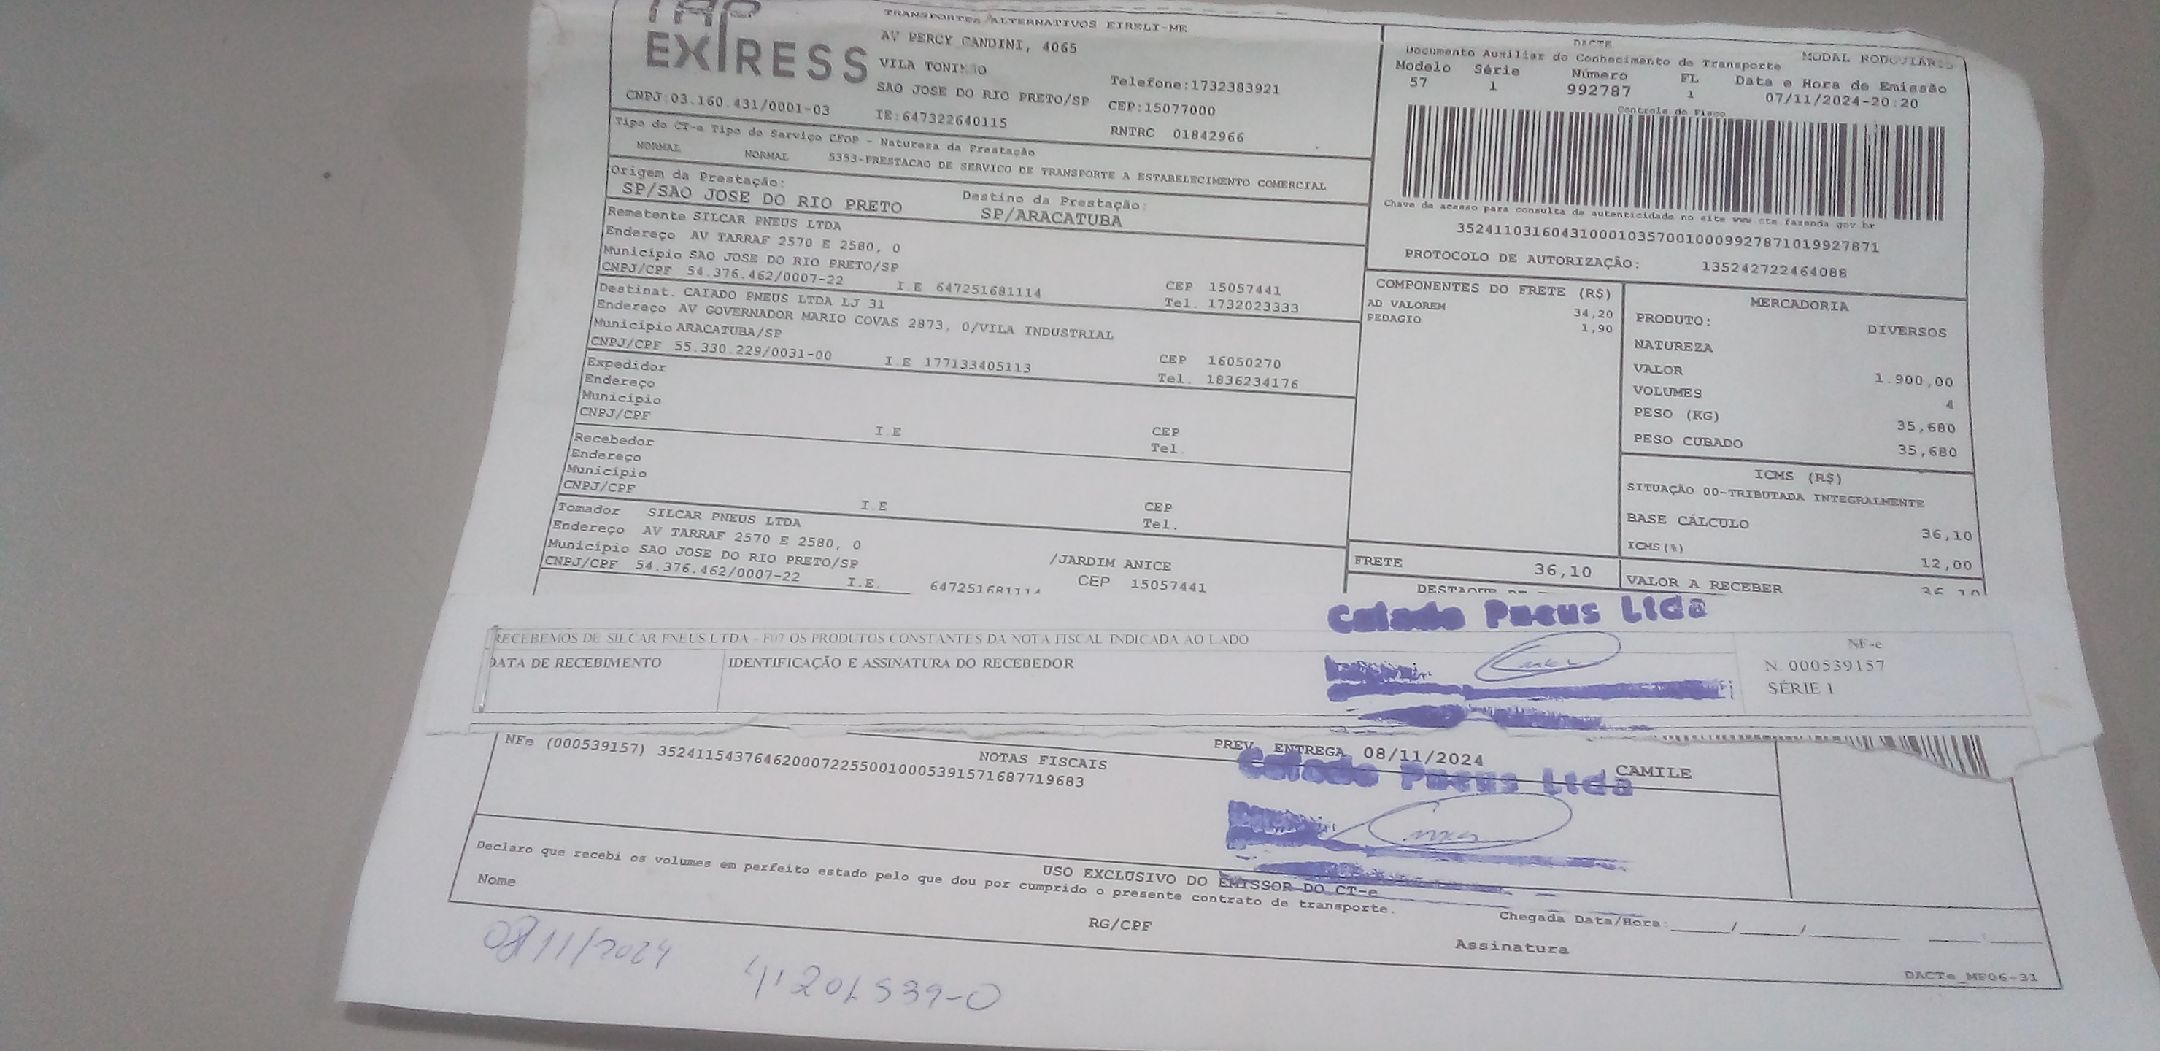 EXPRESS
TRANSPORTES ALTERNATIVOS EIRELI-ME
AV PERCY GANDINI, 4065
VILA TONINHO
SAO JOSE DO RIO PRETO/SP
Telefone:1732383921
CEP:15077000
CNPJ:03.160.431/0001-03
IE:647322640115
RNTRC 01842966
DACTE
MODAL RODOVIÁRIO
Documento Auxiliar do Conhecimento de Transporte
Modelo Série Número FL Data e Hora de Emissão
57 1 992787 1 07/11/2024-20:20
Controle do Fisco
Chave de acesso para consulta de autenticidade no site www.cte.fazenda.gov.br
35241103160431000103570010009927871019927871
PROTOCOLO DE AUTORIZAÇÃO: 135242722464088
Tipo do CT-e Tipo do Serviço CFOP - Natureza da Prestação
NORMAL NORMAL 5353-PRESTACAO DE SERVICO DE TRANSPORTE A ESTABELECIMENTO COMERCIAL
Origem da Prestação: Destino da Prestação:
SP/SAO JOSE DO RIO PRETO SP/ARACATUBA
Remetente SILCAR PNEUS LTDA
Endereço AV TARRAF 2570 E 2580, 0
Município SAO JOSE DO RIO PRETO/SP CEP 15057441
CNPJ/CPF 54.376.462/0007-22 I.E 647251681114 Tel. 1732023333
Destinat. CAIADO PNEUS LTDA LJ 31
Endereço AV GOVERNADOR MARIO COVAS 2873, 0/VILA INDUSTRIAL
Município ARACATUBA/SP CEP 16050270
CNPJ/CPF 55.330.229/0031-00 I.E 177133405113 Tel. 1836234176
Expedidor
Endereço
Município CEP
CNPJ/CPF I.E Tel.
Recebedor
Endereço
Município CEP
CNPJ/CPF I.E Tel.
Tomador SILCAR PNEUS LTDA
Endereço AV TARRAF 2570 E 2580, 0 /JARDIM ANICE
Município SAO JOSE DO RIO PRETO/SP CEP 15057441
CNPJ/CPF 54.376.462/0007-22 I.E. 647251681114
COMPONENTES DO FRETE (R$)
AD VALOREM 34,20
PEDAGIO 1,90
FRETE 36,10
MERCADORIA
PRODUTO: DIVERSOS
NATUREZA
VALOR 1.900,00
VOLUMES 4
PESO (KG) 35,680
PESO CUBADO 35,680
ICMS (R$)
SITUAÇÃO 00-TRIBUTADA INTEGRALMENTE
BASE CÁLCULO 36,10
ICMS(%) 12,00
VALOR A RECEBER 36,10
Caiado Pneus Ltda
RECEBEMOS DE SILCAR PNEUS LTDA - F07 OS PRODUTOS CONSTANTES DA NOTA FISCAL INDICADA AO LADO
DATA DE RECEBIMENTO IDENTIFICAÇÃO E ASSINATURA DO RECEBEDOR
NF-e
N. 000539157
SÉRIE 1
NOTAS FISCAIS
PREV. ENTREGA 08/11/2024 CAMILE
NFe (000539157) 35241154376462000722550010005391571687719683
Caiado Pneus Ltda
USO EXCLUSIVO DO EMISSOR DO CT-e
Declaro que recebi os volumes em perfeito estado pelo que dou por cumprido o presente contrato de transporte.
Nome RG/CPF Assinatura
Chegada Data/Hora:_____/_____/_____
DACTe_ME06-31
08/11/2024